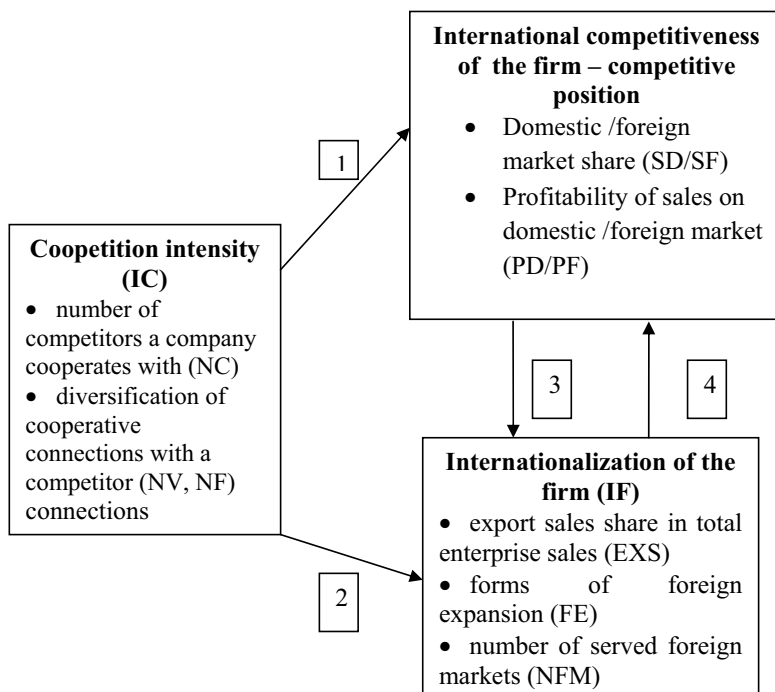 International competitiveness
of the firm – competitive
position
• Domestic /foreign
market share (SD/SF)
• Profitability of sales on
domestic /foreign market
(PD/PF)
1
Coopetition intensity
(IC)
• number of
competitors a company
cooperates with (NC)
• diversification of
cooperative
connections with a
competitor (NV, NF)
connections
3
4
2
Internationalization of the
firm (IF)
• export sales share in total
enterprise sales (EXS)
• forms of foreign
expansion (FE)
• number of served foreign
markets (NFM)